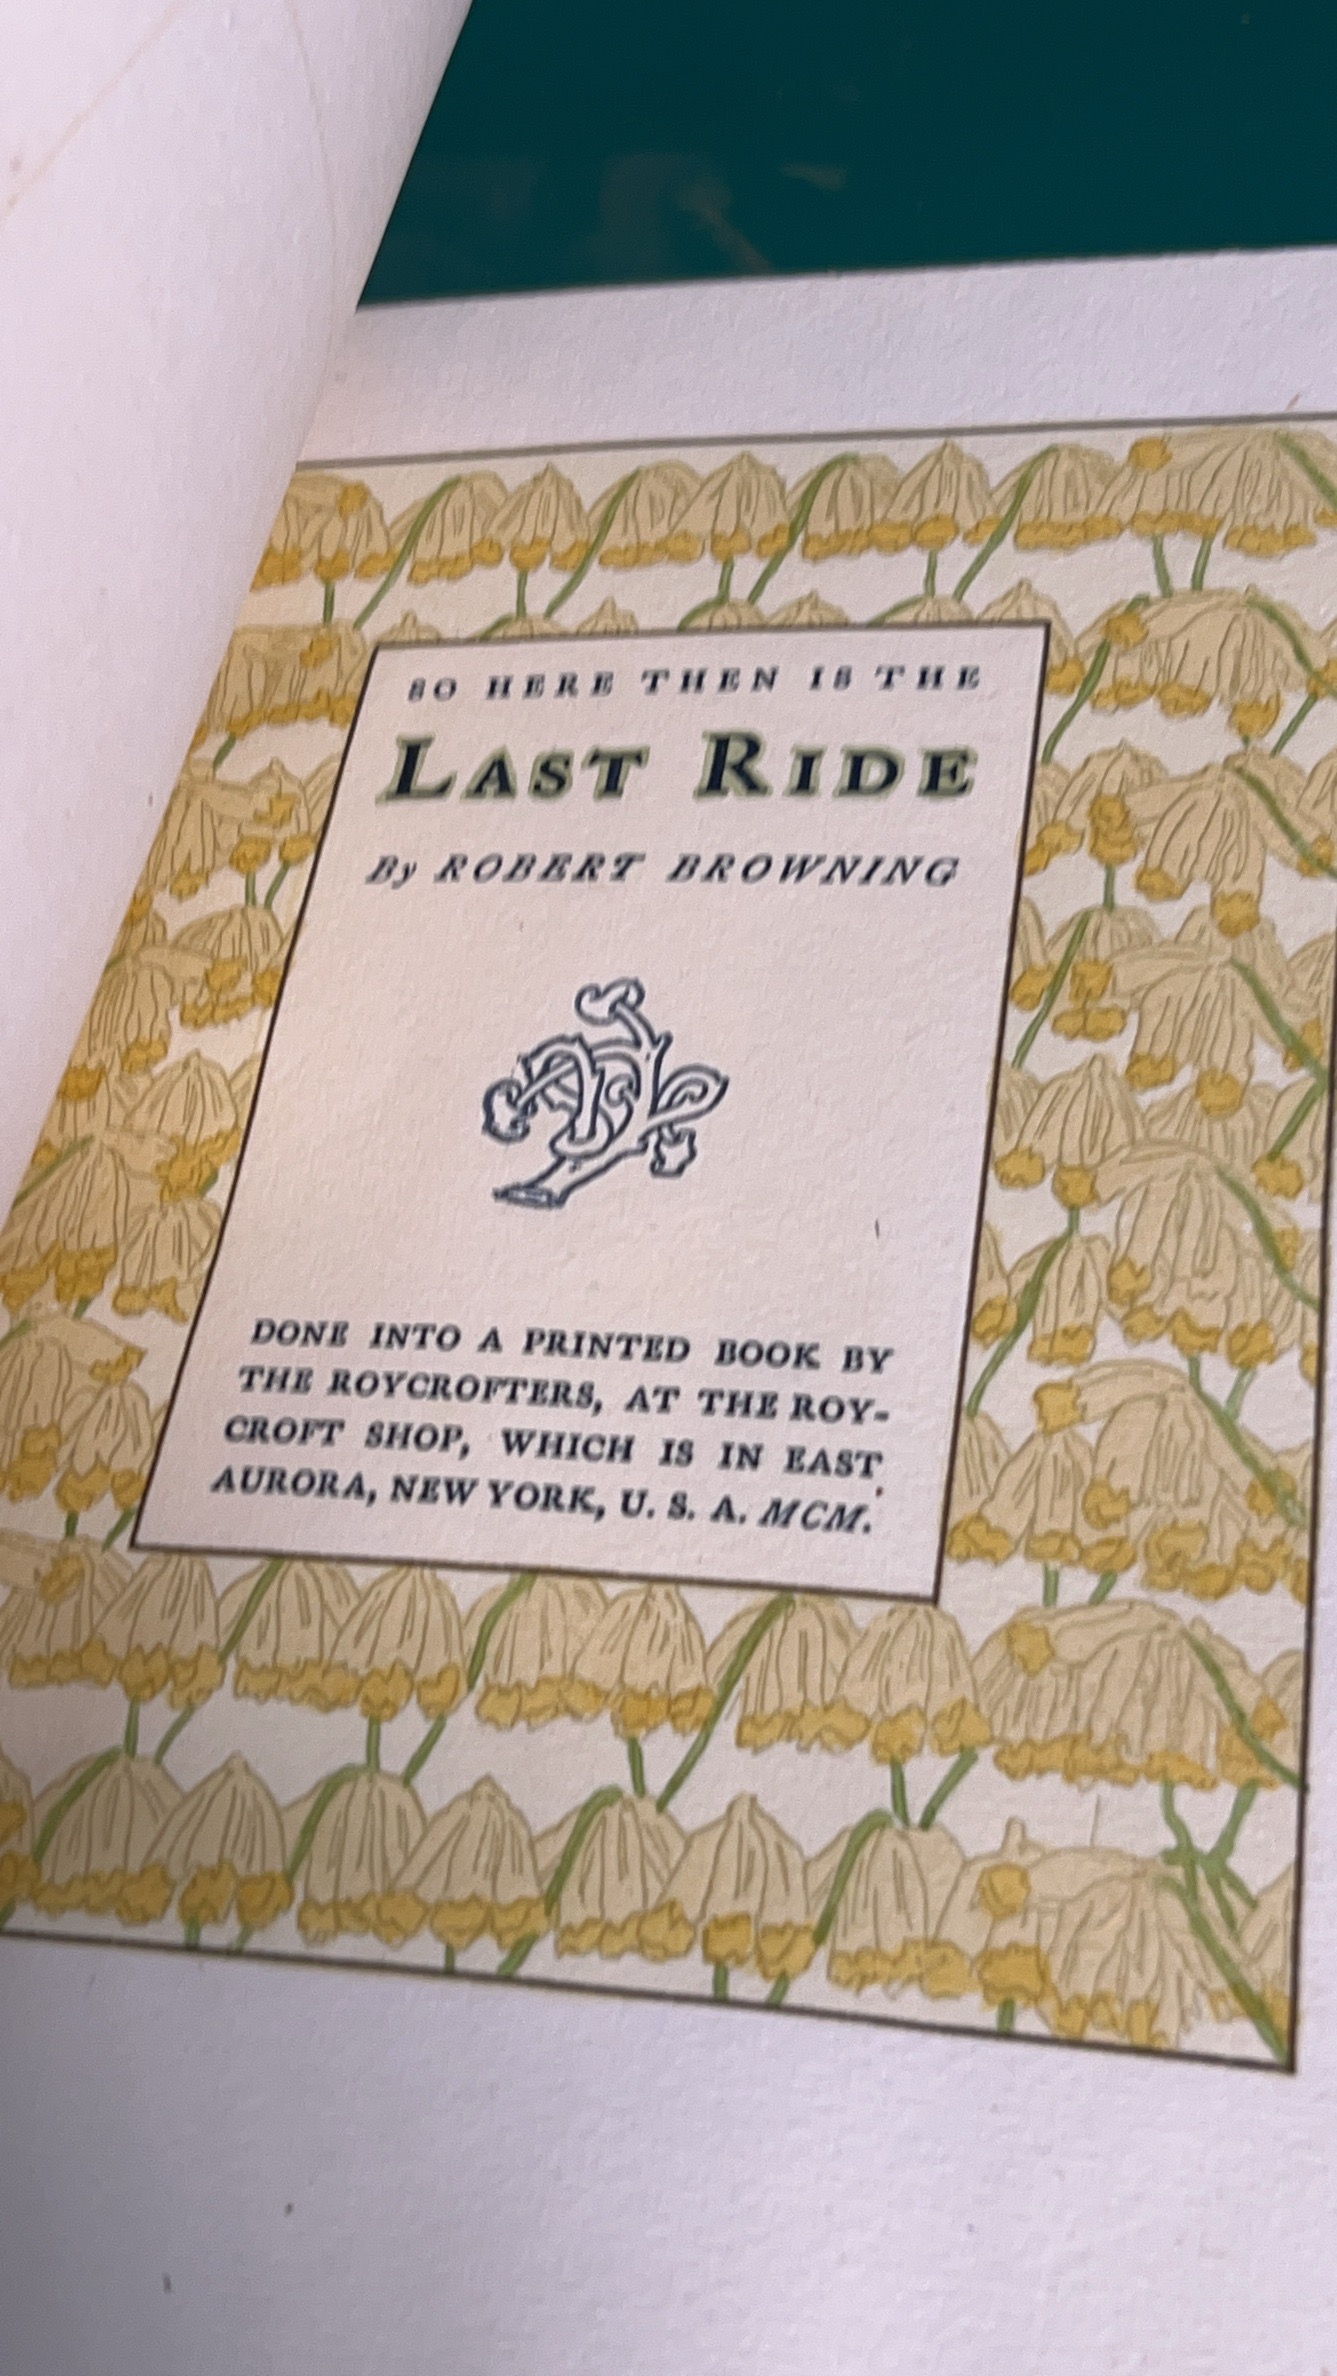 SO HERE THEN IS THE
LAST RIDE
By ROBERT BROWNING
DONE INTO A PRINTED BOOK BY
THE ROYCROFTERS, AT THE ROY-
CROFT SHOP, WHICH IS IN EAST
AURORA, NEW YORK, U. S. A. MCM.